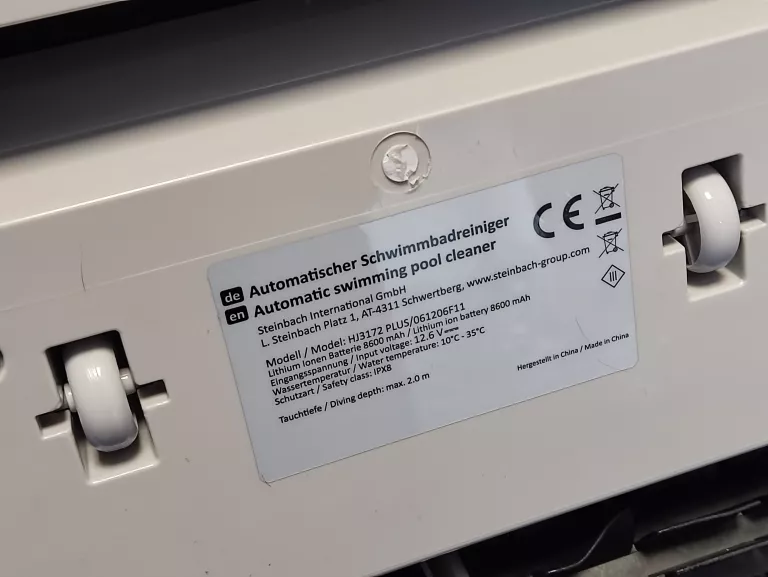 de Automatischer Schwimmbadreiniger
en Automatic swimming pool cleaner
Steinbach International GmbH
L. Steinbach Platz 1, AT-4311 Schwertberg, www.steinbach-group.com
Modell / Model: HJ3172 PLUS/061206F11
Lithium Ionen Batterie 8600 mAh / Lithium ion battery 8600 mAh
Eingangsspannung / Input voltage: 12.6 V
Wassertemperatur / Water temperature: 10°C - 35°C
Schutzart / Safety class: IPX8
Tauchtiefe / Diving depth: max. 2.0 m
Hergestellt in China / Made in China
CE
III